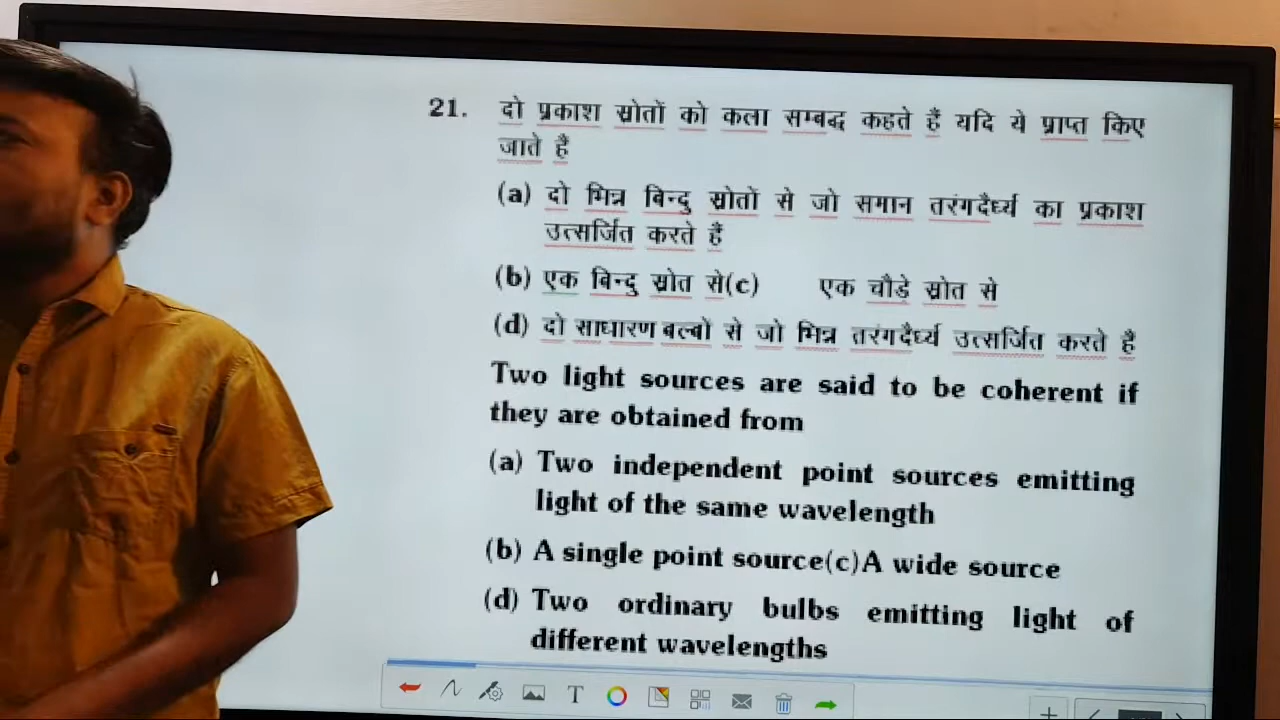 21. दो प्रकाश स्रोतों को कला सम्बद्ध कहते हैं यदि ये प्राप्त किए
जाते है
(a) दो भिन्न बिन्दु स्रोतों से जो समान तरंगदैर्ध्य का प्रकाश
उत्सर्जित करते हैं
(b) एक बिन्दु स्रोत से(c) एक चौडे़ स्रोत से
(d) दो साधारण बल्बों से जो भिन्न तरंगदैर्ध्य उत्सर्जित करते है
Two light sources are said to be coherent if
they are obtained from
(a) Two independent point sources emitting
light of the same wavelength
(b) A single point source(c)A wide source
(d) Two ordinary bulbs emitting light of
different wavelengths
T